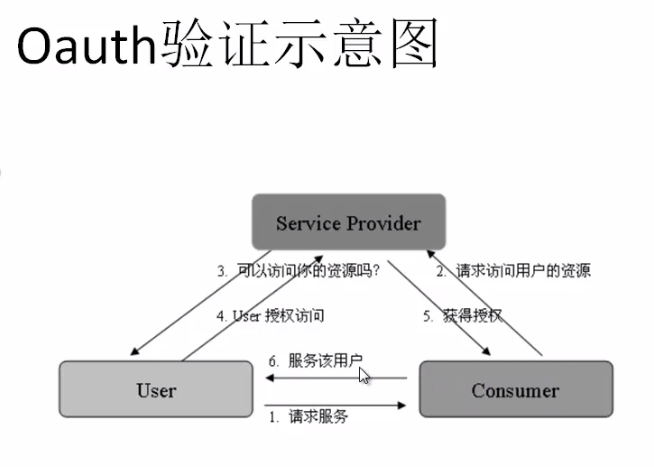 Oauth验证示意图
Service Provider
3. 可以访问你的资源吗?
2. 请求访问用户的资源
4. User 授权访问
5. 获得授权
6. 服务该用户
User
Consumer
1. 请求服务